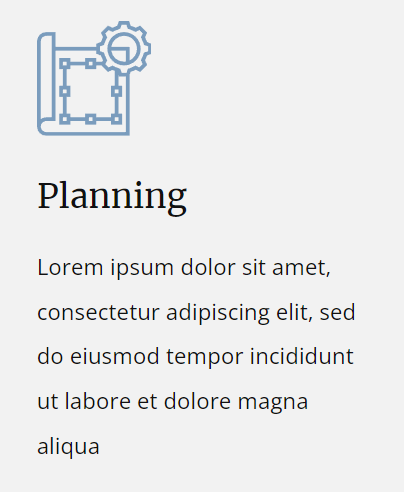 Planning
Lorem ipsum dolor sit amet,
consectetur adipiscing elit, sed
do eiusmod tempor incididunt
ut labore et dolore magna
aliqua